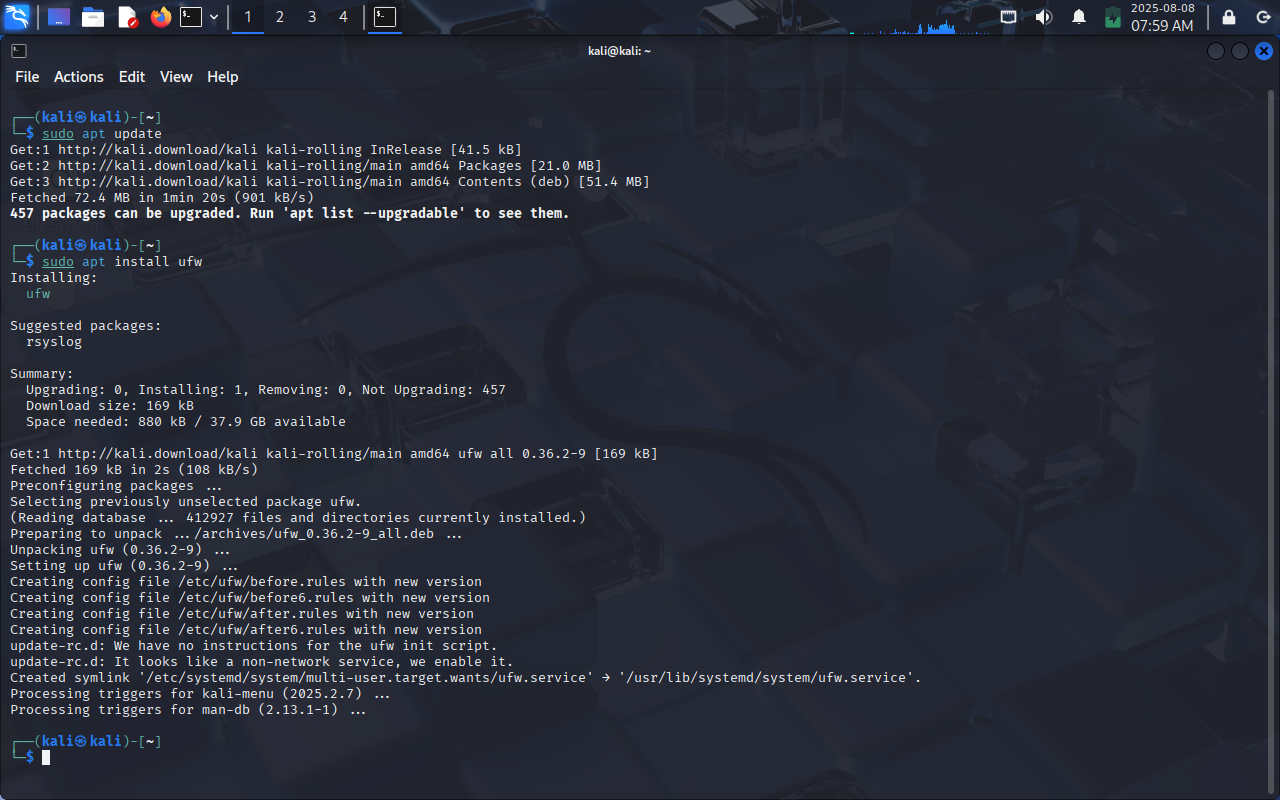 1 2 3 4
2025-08-08
07:59 AM
kali@kali: ~
File Actions Edit View Help
┌──(kali㉿kali)-[~]
└─$ sudo apt update
Get:1 http://kali.download/kali kali-rolling InRelease [41.5 kB]
Get:2 http://kali.download/kali kali-rolling/main amd64 Packages [21.0 MB]
Get:3 http://kali.download/kali kali-rolling/main amd64 Contents (deb) [51.4 MB]
Fetched 72.4 MB in 1min 20s (901 kB/s)
457 packages can be upgraded. Run 'apt list --upgradable' to see them.
┌──(kali㉿kali)-[~]
└─$ sudo apt install ufw
Installing:
  ufw
Suggested packages:
  rsyslog
Summary:
  Upgrading: 0, Installing: 1, Removing: 0, Not Upgrading: 457
  Download size: 169 kB
  Space needed: 880 kB / 37.9 GB available
Get:1 http://kali.download/kali kali-rolling/main amd64 ufw all 0.36.2-9 [169 kB]
Fetched 169 kB in 2s (108 kB/s)
Preconfiguring packages ...
Selecting previously unselected package ufw.
(Reading database ... 412927 files and directories currently installed.)
Preparing to unpack .../archives/ufw_0.36.2-9_all.deb ...
Unpacking ufw (0.36.2-9) ...
Setting up ufw (0.36.2-9) ...
Creating config file /etc/ufw/before.rules with new version
Creating config file /etc/ufw/before6.rules with new version
Creating config file /etc/ufw/after.rules with new version
Creating config file /etc/ufw/after6.rules with new version
update-rc.d: We have no instructions for the ufw init script.
update-rc.d: It looks like a non-network service, we enable it.
Created symlink '/etc/systemd/system/multi-user.target.wants/ufw.service' → '/usr/lib/systemd/system/ufw.service'.
Processing triggers for kali-menu (2025.2.7) ...
Processing triggers for man-db (2.13.1-1) ...
┌──(kali㉿kali)-[~]
└─$